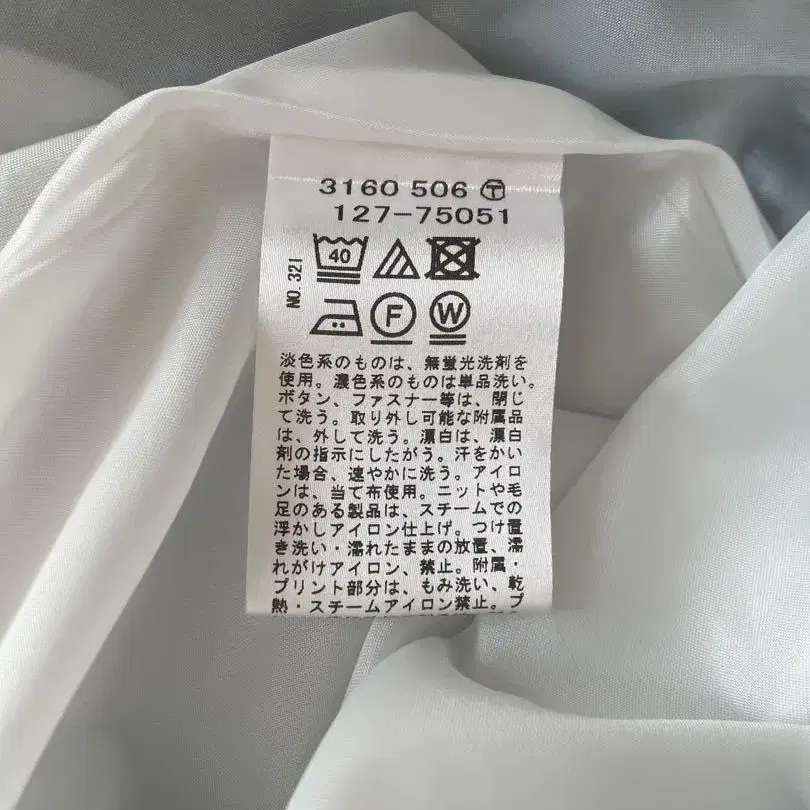 3160 506 Ⓣ
127-75051
NO.321
40
F W
淡色系のものは、無蛍光洗剤を
使用。濃色系のものは単品洗い。
ボタン、ファスナー等は、閉じ
て洗う。取り外し可能な附属品
は、外して洗う。漂白は、漂白
剤の指示にしたがう。汗をかい
た場合、速やかに洗う。アイロ
ンは、当て布使用。ニットや毛
足のある製品は、スチームでの
浮かしアイロン仕上げ。つけ置
き洗い・濡れたままの放置、濡
れがけアイロン、禁止。附属・
プリント部分は、もみ洗い、乾
熱・スチームアイロン禁止。プ